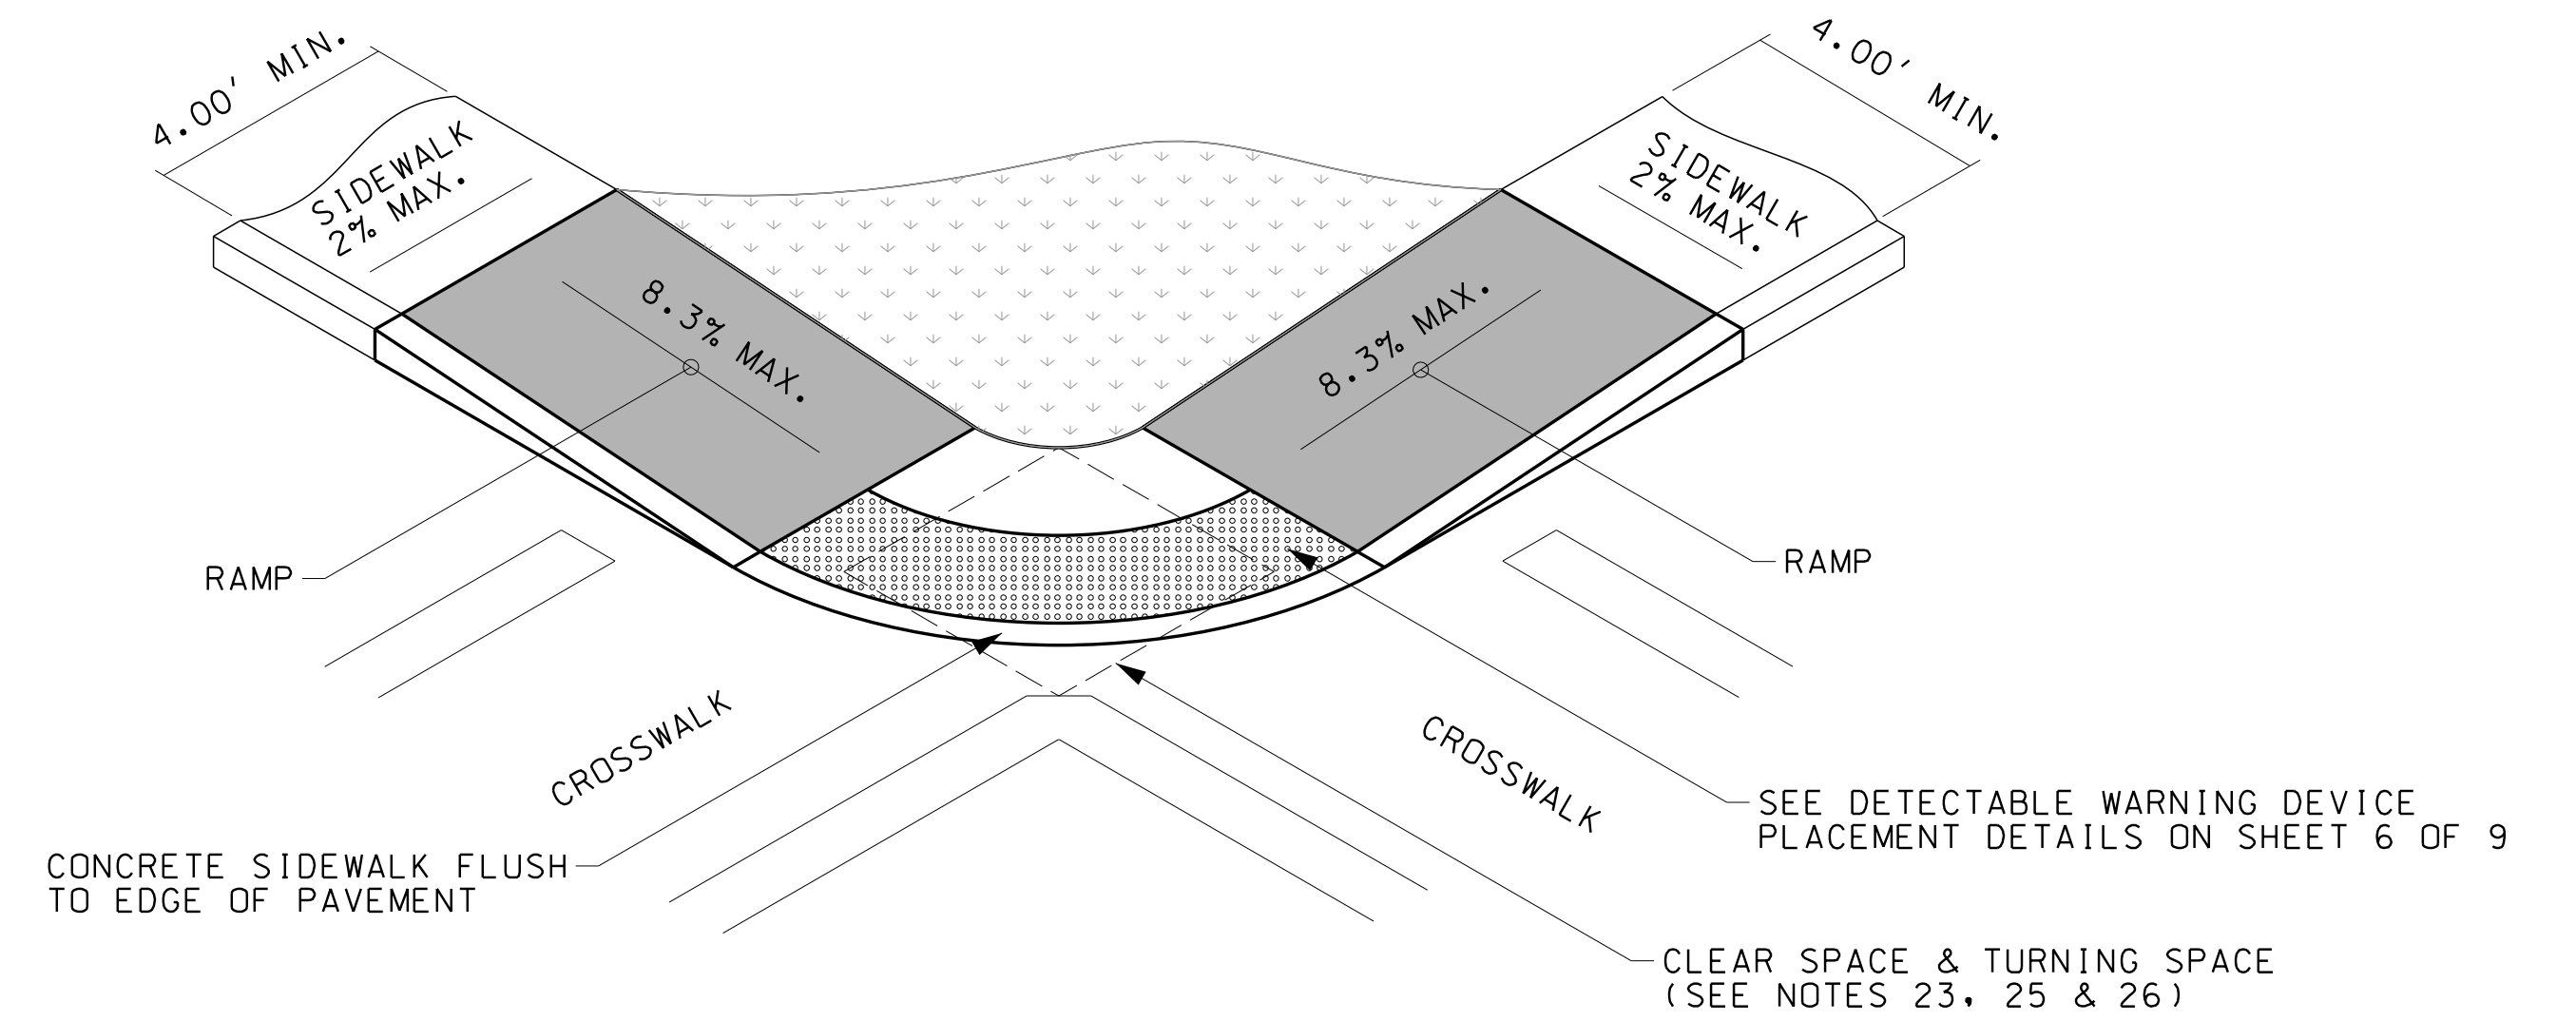 4.00' MIN.
4.00' MIN.
SIDEWALK
2% MAX.
SIDEWALK
2% MAX.
8.3% MAX.
8.3% MAX.
RAMP
RAMP
CROSSWALK
CROSSWALK
SEE DETECTABLE WARNING DEVICE
PLACEMENT DETAILS ON SHEET 6 OF 9
CONCRETE SIDEWALK FLUSH
TO EDGE OF PAVEMENT
CLEAR SPACE & TURNING SPACE
(SEE NOTES 23, 25 & 26)